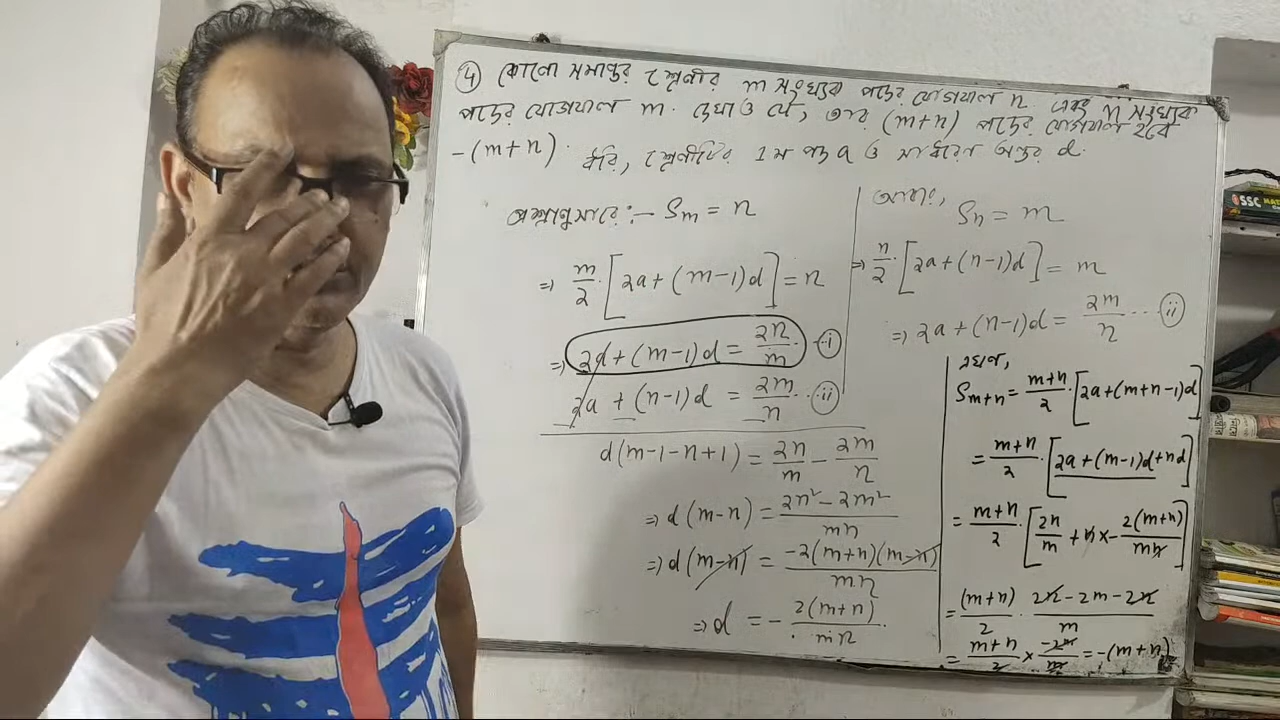 ④ কোনো সমান্তর শ্রেণীর m সংখ্যক পদের যোগফল n এবং n সংখ্যক
পদের যোগফল m. দেখাও যে, তার (m+n) পদের যোগফল হবে
-(m+n). ধরি, শ্রেণীটির 1ম পদ a ও সাধারণ অন্তর d.
প্রশ্নানুসারে :- Sm = n
⇒ m/2 · [2a+(m-1)d] = n
⇒ 2a+(m-1)d = 2n/m ... (i)
2a + (n-1)d = 2m/n ... (ii)
d(m-1-n+1) = 2n/m - 2m/n
⇒ d(m-n) = (2n² - 2m²)/mn
⇒ d(m-n) = -2(m+n)(m-n)/mn
⇒ d = - 2(m+n)/mn.
আবার,
Sn = m
⇒ n/2 · [2a+(n-1)d] = m
⇒ 2a+(n-1)d = 2m/n ... (ii)
এখন,
Sm+n = (m+n)/2 · [2a+(m+n-1)d]
= (m+n)/2 · [2a+(m-1)d+nd]
= (m+n)/2 · [2n/m + n × - 2(m+n)/mn]
= (m+n)/2 · (2n-2m-2n)/m
= (m+n)/2 × -2m/m = -(m+n)
SSC